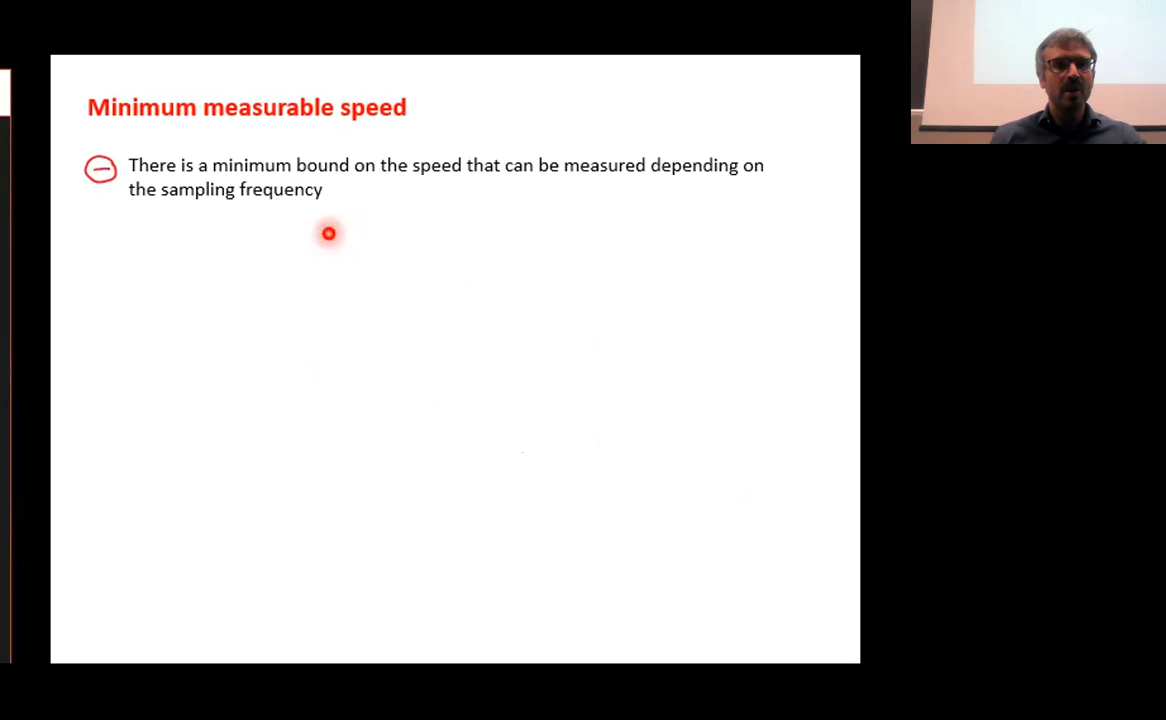 Minimum measurable speed
There is a minimum bound on the speed that can be measured depending on
the sampling frequency